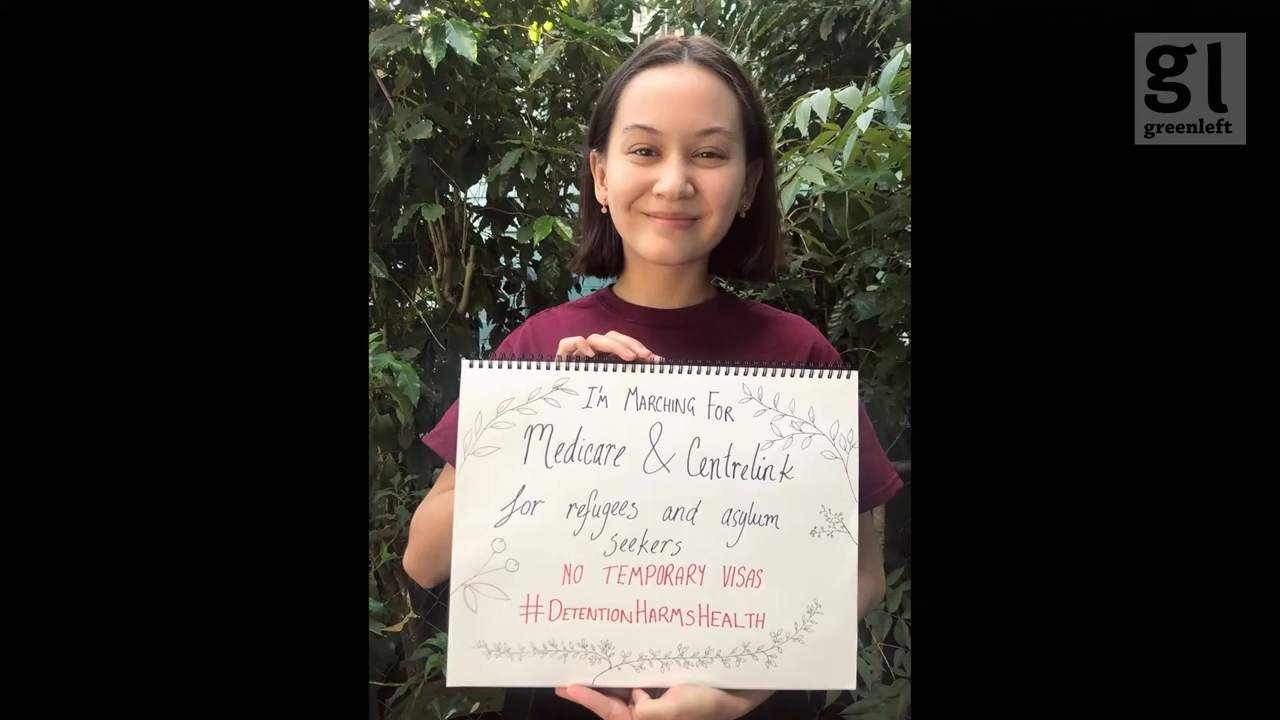 gl
greenleft
I'm Marching For
Medicare & Centrelink
for refugees and asylum
seekers
NO TEMPORARY VISAS
#DetentionHarmsHealth